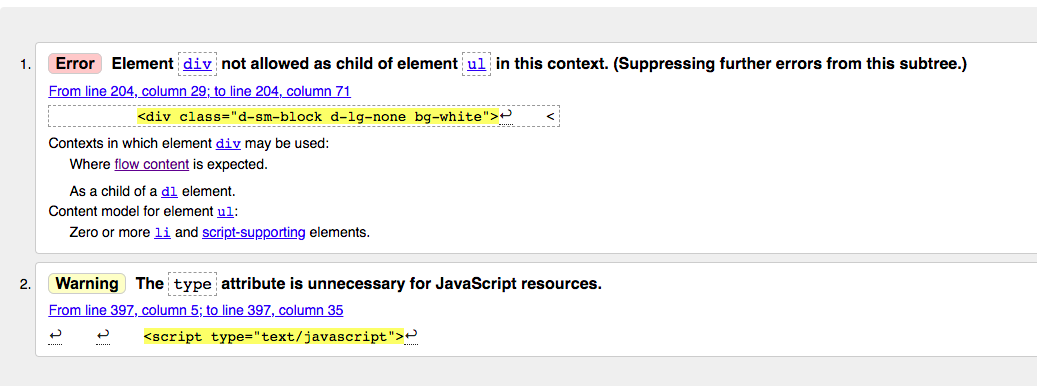 1. Error Element div not allowed as child of element ul in this context. (Suppressing further errors from this subtree.)
From line 204, column 29; to line 204, column 71
<div class="d-sm-block d-lg-none bg-white">↩ <
Contexts in which element div may be used:
Where flow content is expected.
As a child of a dl element.
Content model for element ul:
Zero or more li and script-supporting elements.
2. Warning The type attribute is unnecessary for JavaScript resources.
From line 397, column 5; to line 397, column 35
↩ ↩ <script type="text/javascript">↩